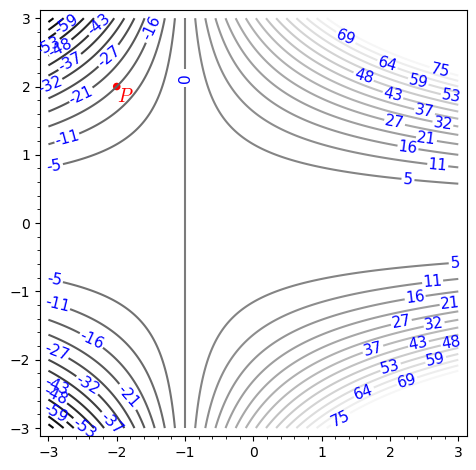 3
-59 -43 -16 69
-53 -48 -37 -27 64 75
2 -32 -21 0 48 59
P 43 53
-11 27 37 32
16 21
1 -5 11
5
0
-5 5
-1 -11 11
16 21
-16 27 32
-27 37 43 48
-2 -32 53 59
-43 -21 64 69
-48
-59 -53 -37 75
-3
-3 -2 -1 0 1 2 3